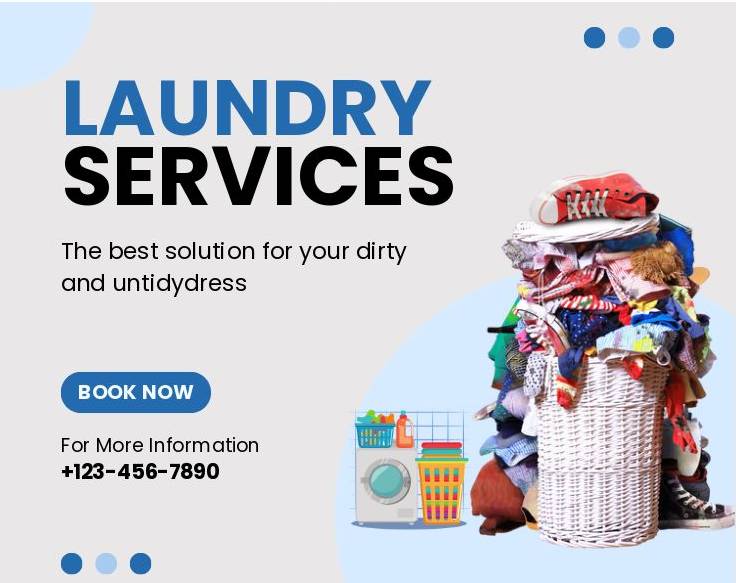 LAUNDRY
SERVICES
The best solution for your dirty
and untidydress
BOOK NOW
For More Information
+123-456-7890